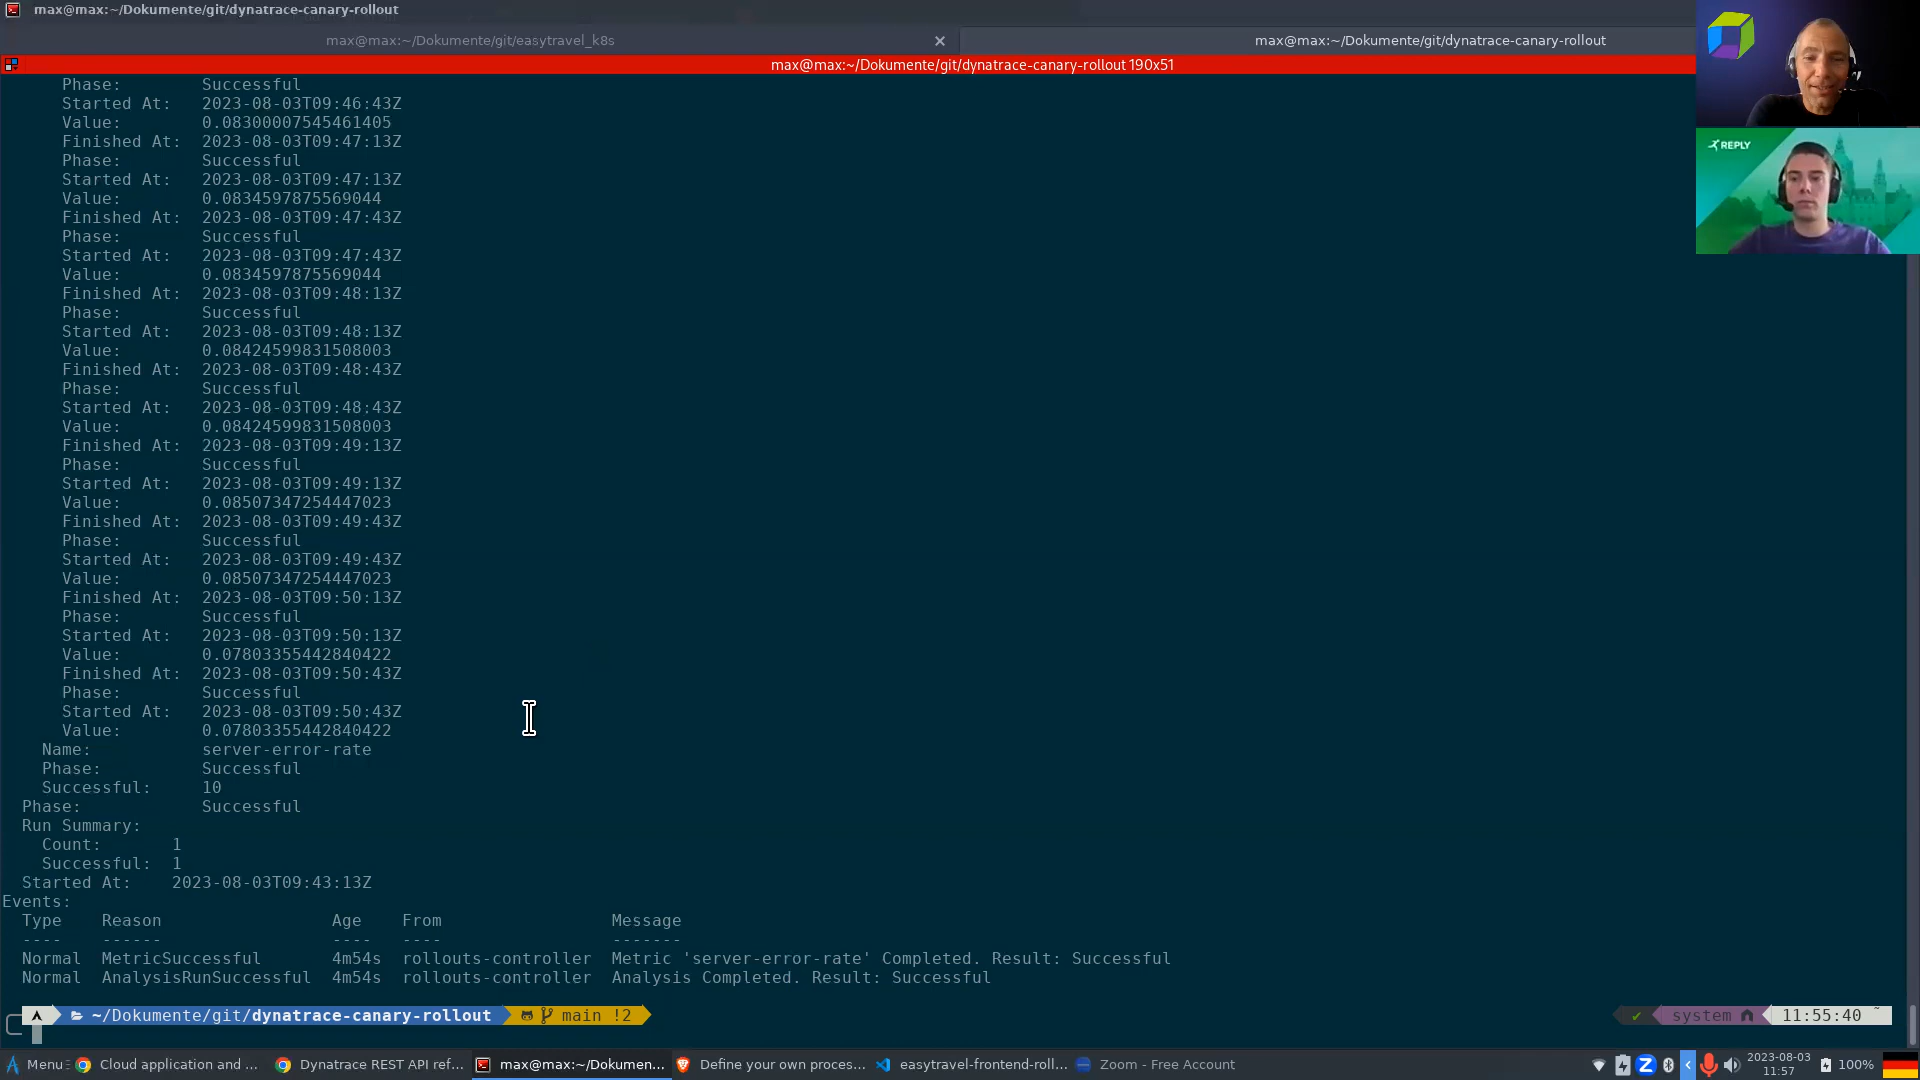 max@max:~/Dokumente/git/dynatrace-canary-rollout
max@max:~/Dokumente/git/easytravel_k8s
max@max:~/Dokumente/git/dynatrace-canary-rollout
max@max:~/Dokumente/git/dynatrace-canary-rollout 190x51
REPLY
Phase: Successful
Started At: 2023-08-03T09:46:43Z
Value: 0.08300007545461405
Finished At: 2023-08-03T09:47:13Z
Phase: Successful
Started At: 2023-08-03T09:47:13Z
Value: 0.0834597875569044
Finished At: 2023-08-03T09:47:43Z
Phase: Successful
Started At: 2023-08-03T09:47:43Z
Value: 0.0834597875569044
Finished At: 2023-08-03T09:48:13Z
Phase: Successful
Started At: 2023-08-03T09:48:13Z
Value: 0.08424599831508003
Finished At: 2023-08-03T09:48:43Z
Phase: Successful
Started At: 2023-08-03T09:48:43Z
Value: 0.08424599831508003
Finished At: 2023-08-03T09:49:13Z
Phase: Successful
Started At: 2023-08-03T09:49:13Z
Value: 0.08507347254447023
Finished At: 2023-08-03T09:49:43Z
Phase: Successful
Started At: 2023-08-03T09:49:43Z
Value: 0.08507347254447023
Finished At: 2023-08-03T09:50:13Z
Phase: Successful
Started At: 2023-08-03T09:50:13Z
Value: 0.07803355442840422
Finished At: 2023-08-03T09:50:43Z
Phase: Successful
Started At: 2023-08-03T09:50:43Z
Value: 0.07803355442840422
Name: server-error-rate
Phase: Successful
Successful: 10
Phase: Successful
Run Summary:
Count: 1
Successful: 1
Started At: 2023-08-03T09:43:13Z
Events:
Type Reason Age From Message
---- ------ ---- ---- -------
Normal MetricSuccessful 4m54s rollouts-controller Metric 'server-error-rate' Completed. Result: Successful
Normal AnalysisRunSuccessful 4m54s rollouts-controller Analysis Completed. Result: Successful
~/Dokumente/git/dynatrace-canary-rollout main !2 ✔ system 11:55:40
Menu Cloud application and ... Dynatrace REST API ref... max@max:~/Dokumen... Define your own proces... easytravel-frontend-roll... Zoom - Free Account 2023-08-03 100%
11:57